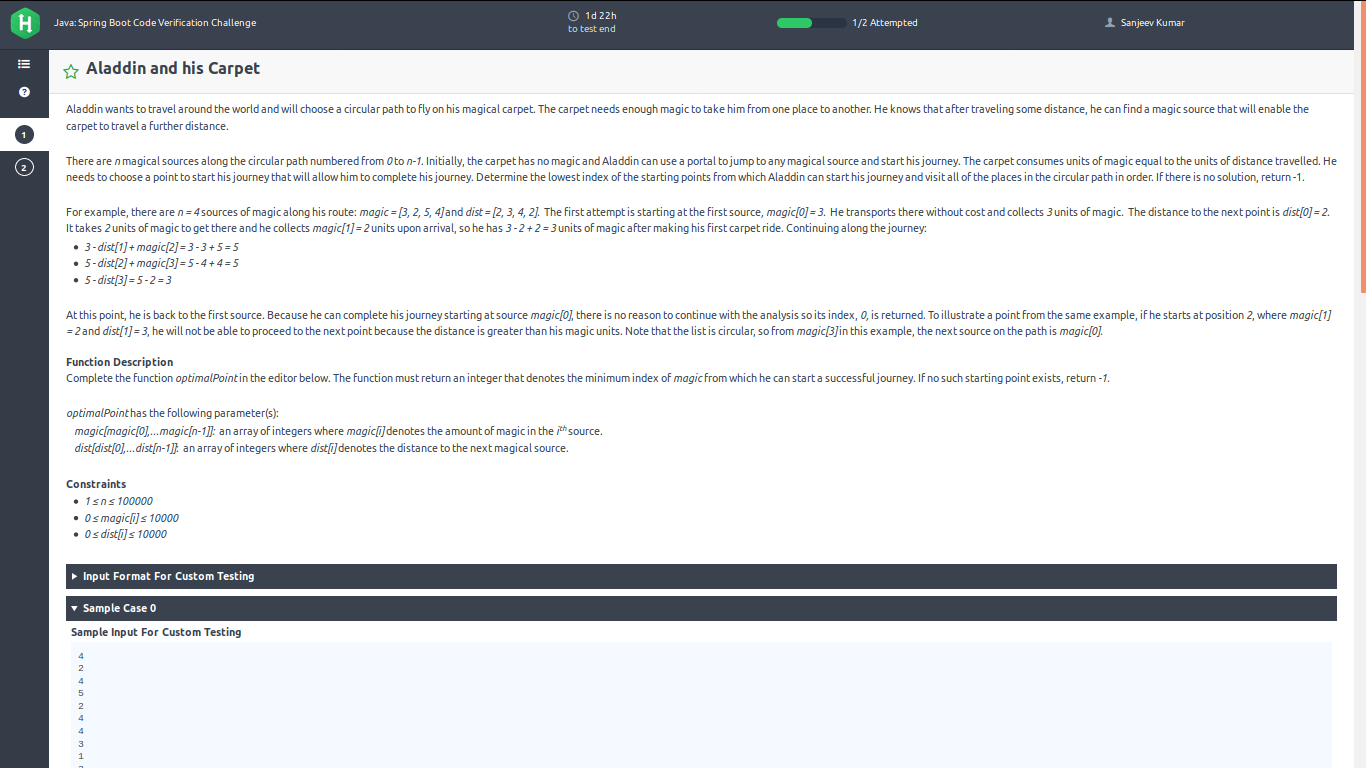 Java: Spring Boot Code Verification Challenge
1d 22h
to test end
1/2 Attempted
Sanjeev Kumar
Aladdin and his Carpet
1
2
Aladdin wants to travel around the world and will choose a circular path to fly on his magical carpet. The carpet needs enough magic to take him from one place to another. He knows that after traveling some distance, he can find a magic source that will enable the
carpet to travel a further distance.
There are n magical sources along the circular path numbered from 0 to n-1. Initially, the carpet has no magic and Aladdin can use a portal to jump to any magical source and start his journey. The carpet consumes units of magic equal to the units of distance travelled. He
needs to choose a point to start his journey that will allow him to complete his journey. Determine the lowest index of the starting points from which Aladdin can start his journey and visit all of the places in the circular path in order. If there is no solution, return -1.
For example, there are n = 4 sources of magic along his route: magic = [3, 2, 5, 4] and dist = [2, 3, 4, 2]. The first attempt is starting at the first source, magic[0] = 3. He transports there without cost and collects 3 units of magic. The distance to the next point is dist[0] = 2.
It takes 2 units of magic to get there and he collects magic[1] = 2 units upon arrival, so he has 3 - 2 + 2 = 3 units of magic after making his first carpet ride. Continuing along the journey:
• 3 - dist[1] + magic[2] = 3 - 3 + 5 = 5
• 5 - dist[2] + magic[3] = 5 - 4 + 4 = 5
• 5 - dist[3] = 5 - 2 = 3
At this point, he is back to the first source. Because he can complete his journey starting at source magic[0], there is no reason to continue with the analysis so its index, 0, is returned. To illustrate a point from the same example, if he starts at position 2, where magic[1]
= 2 and dist[1] = 3, he will not be able to proceed to the next point because the distance is greater than his magic units. Note that the list is circular, so from magic[3] in this example, the next source on the path is magic[0].
Function Description
Complete the function optimalPoint in the editor below. The function must return an integer that denotes the minimum index of magic from which he can start a successful journey. If no such starting point exists, return -1.
optimalPoint has the following parameter(s):
magic[magic[0],...magic[n-1]]: an array of integers where magic[i] denotes the amount of magic in the ith source.
dist[dist[0],...dist[n-1]]: an array of integers where dist[i] denotes the distance to the next magical source.
Constraints
• 1 ≤ n ≤ 100000
• 0 ≤ magic[i] ≤ 10000
• 0 ≤ dist[i] ≤ 10000
Input Format For Custom Testing
Sample Case 0
Sample Input For Custom Testing
4
2
4
5
2
4
4
3
1